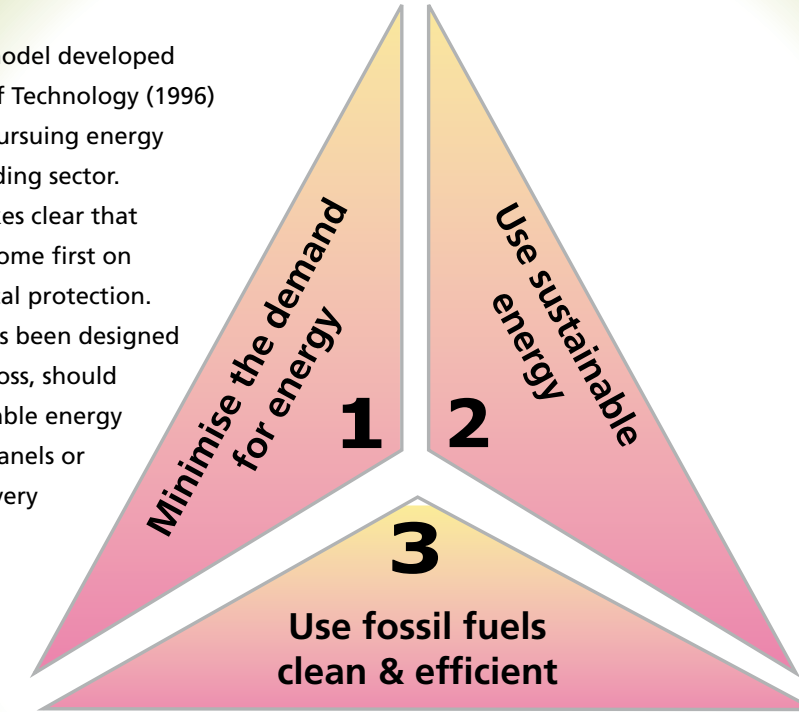 odel developed
f Technology (1996)
ursuing energy
ding sector.
es clear that
ome first on
al protection.
s been designed
oss, should
able energy
anels or
very
Minimise the demand
for energy
1
Use sustainable
energy
2
3
Use fossil fuels
clean & efficient